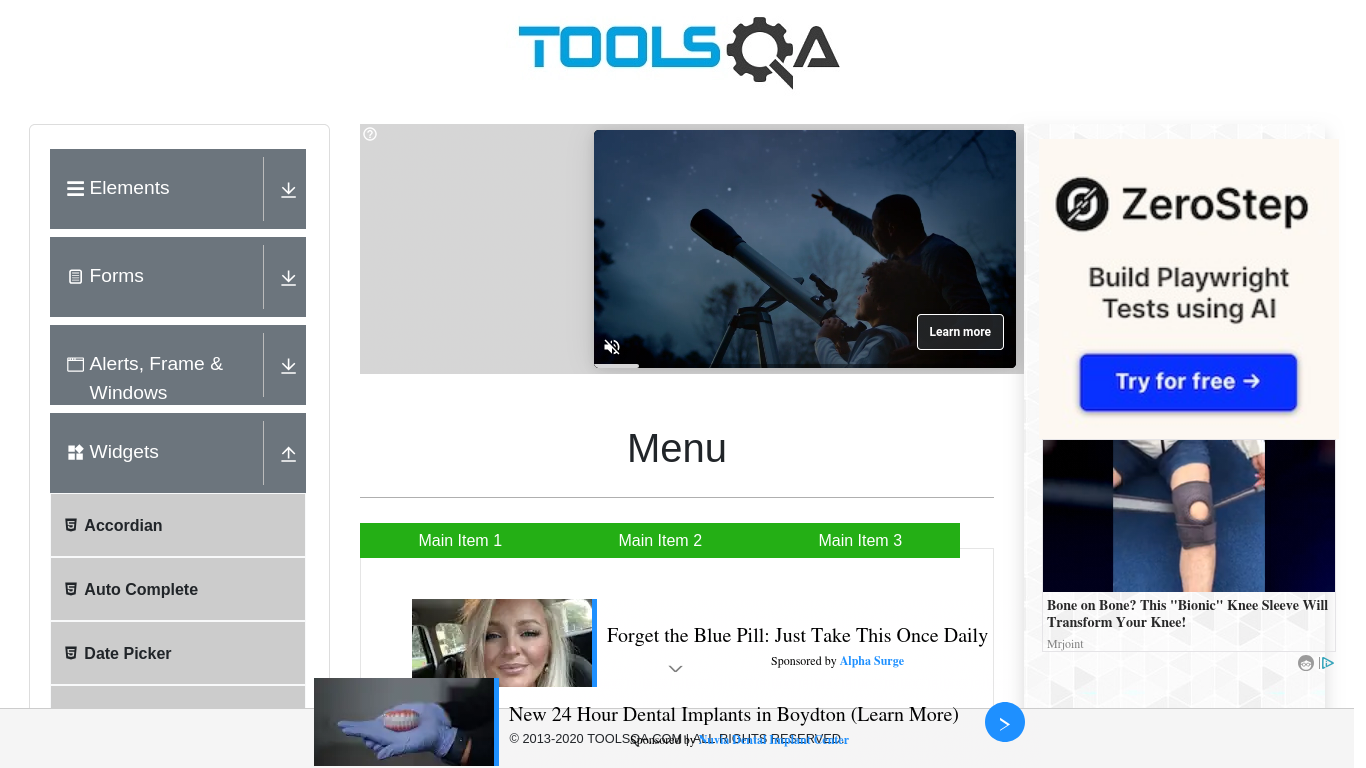 TOOLSQA
Elements
Forms
Alerts, Frame &
Windows
Widgets
Accordian
Auto Complete
Date Picker
Learn more
Menu
Main Item 1
Main Item 2
Main Item 3
Forget the Blue Pill: Just Take This Once Daily
Sponsored by Alpha Surge
New 24 Hour Dental Implants in Boydton (Learn More)
© 2013-2020 TOOLSQA.COM | ALL RIGHTS RESERVED.
Sponsored by Nuvia Dental Implant Center
ZeroStep
Build Playwright
Tests using AI
Try for free →
Bone on Bone? This "Bionic" Knee Sleeve Will
Transform Your Knee!
Mrjoint